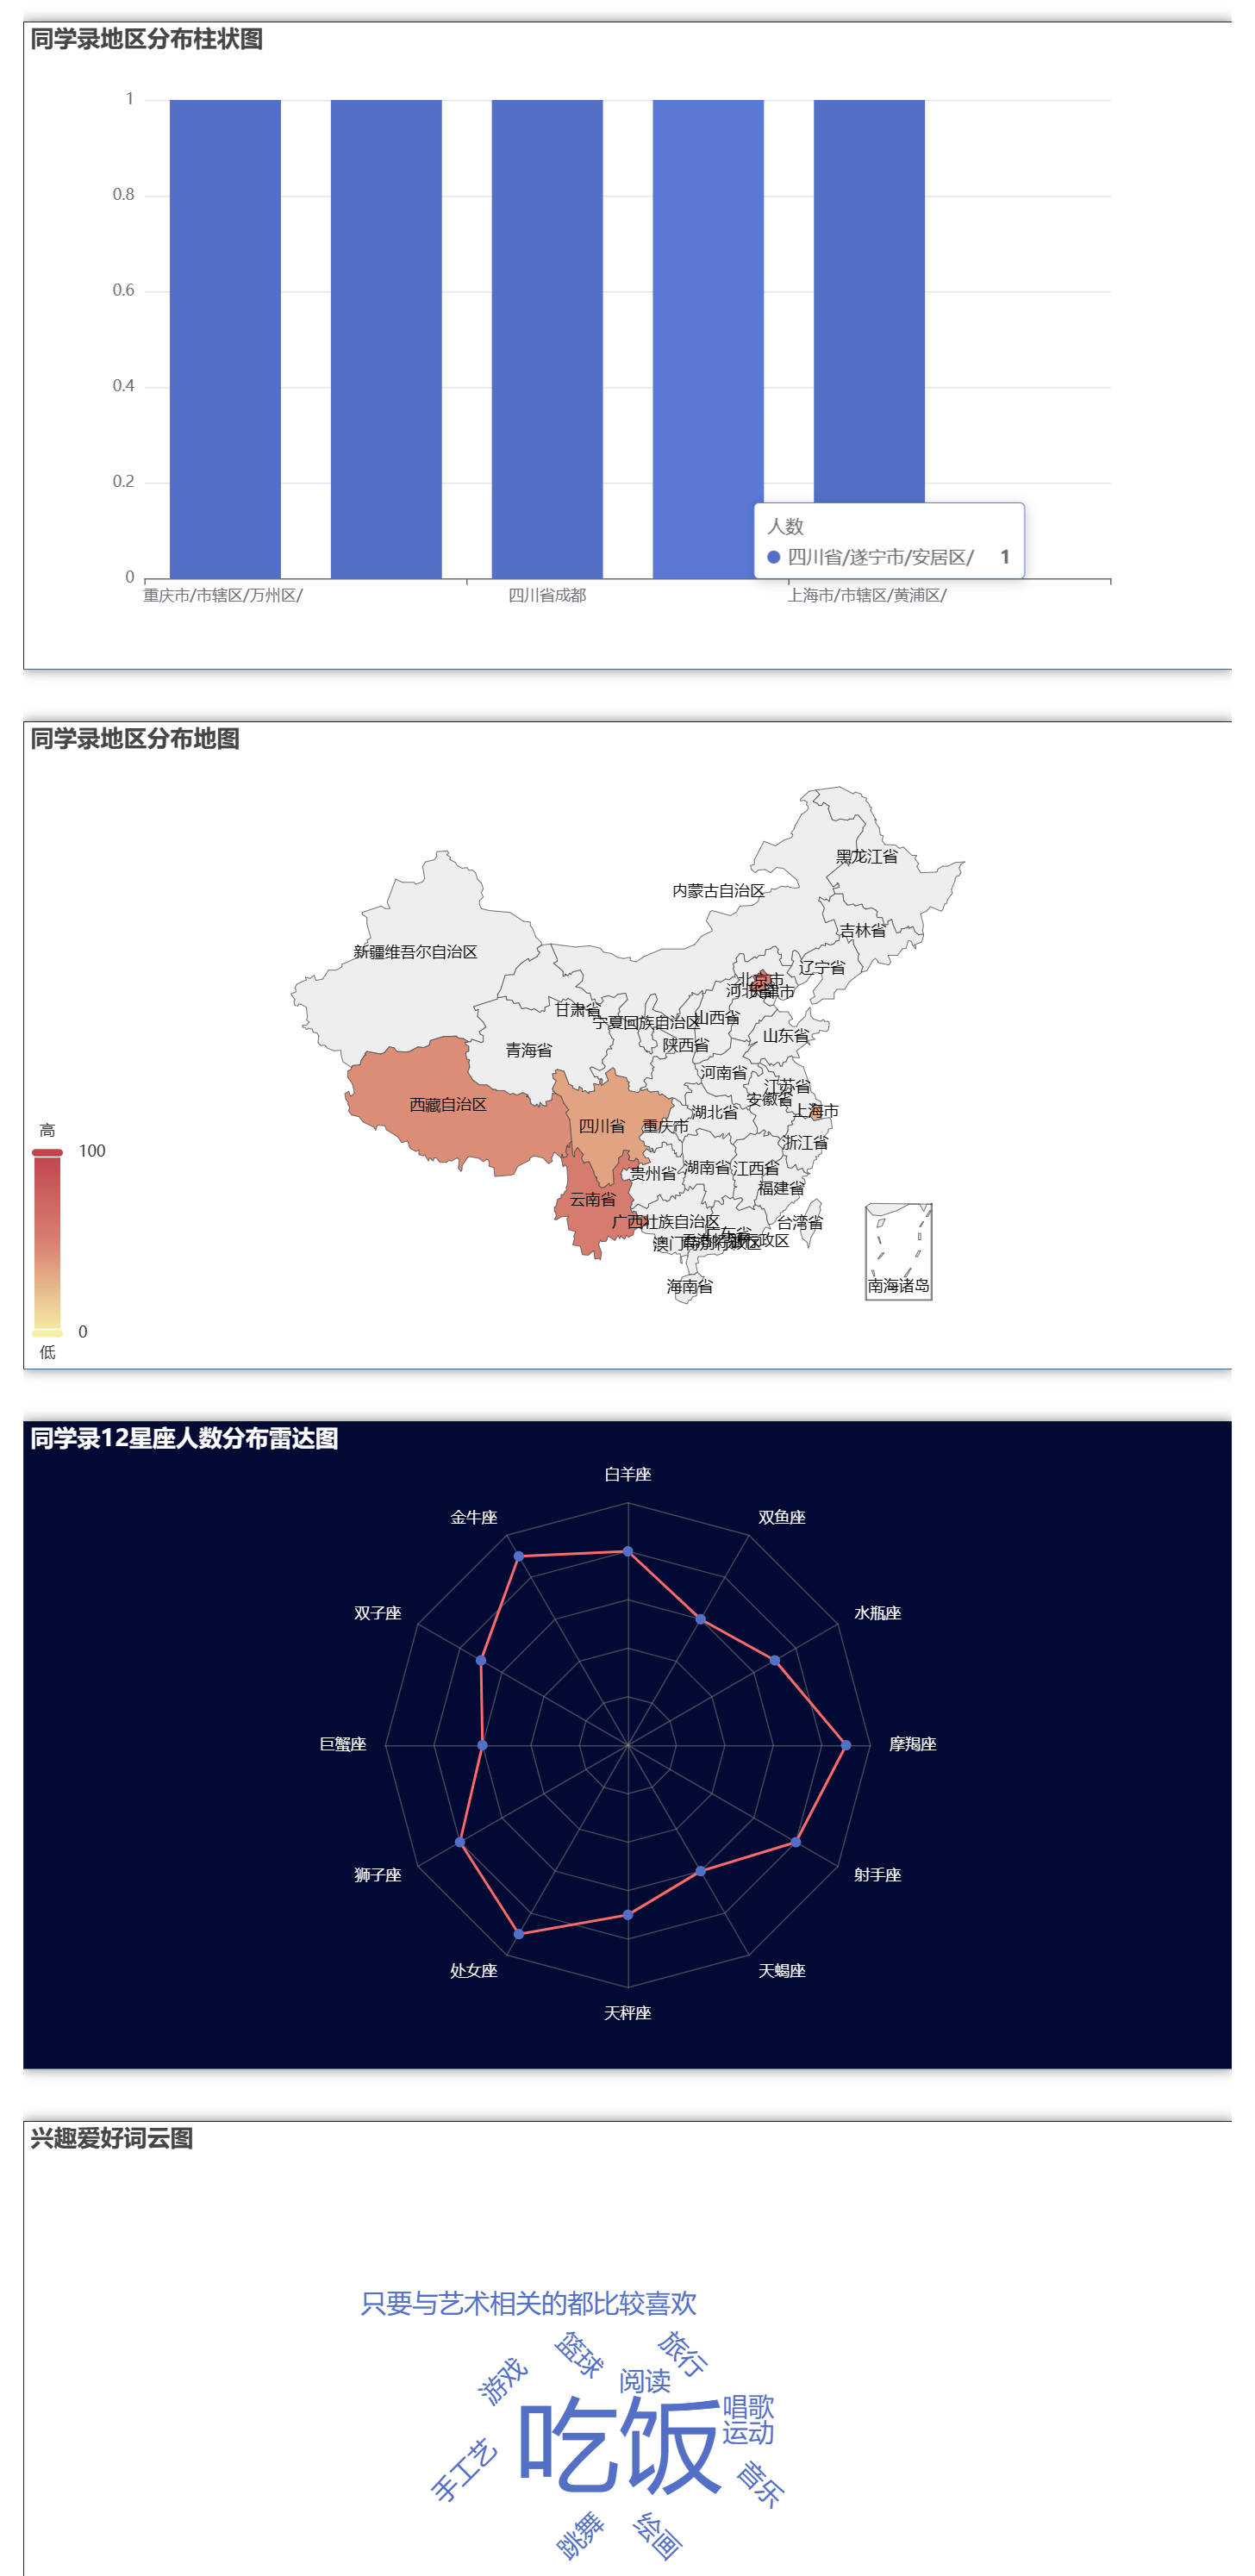 同学录地区分布柱状图
1
0.8
0.6
0.4
0.2
0
人数
四川省/遂宁市/安居区/ 1
重庆市/市辖区/万州区/
四川省成都
上海市/市辖区/黄浦区/
同学录地区分布地图
黑龙江省
内蒙古自治区
吉林省
新疆维吾尔自治区
辽宁省
北京市
河北省
天津市
甘肃省
宁夏回族自治区
山西省
山东省
陕西省
青海省
河南省
江苏省
安徽省
西藏自治区
上海市
湖北省
四川省
重庆市
浙江省
湖南省
江西省
贵州省
福建省
云南省
广西壮族自治区
台湾省
广东省
澳门特别行政区
香港特别行政区
海南省
南海诸岛
高
100
0
低
同学录12星座人数分布雷达图
白羊座
金牛座
双鱼座
双子座
水瓶座
巨蟹座
摩羯座
狮子座
射手座
处女座
天蝎座
天秤座
兴趣爱好词云图
只要与艺术相关的都比较喜欢
篮球
旅行
游戏
阅读
唱歌
运动
吃饭
手工艺
音乐
跳舞
绘画